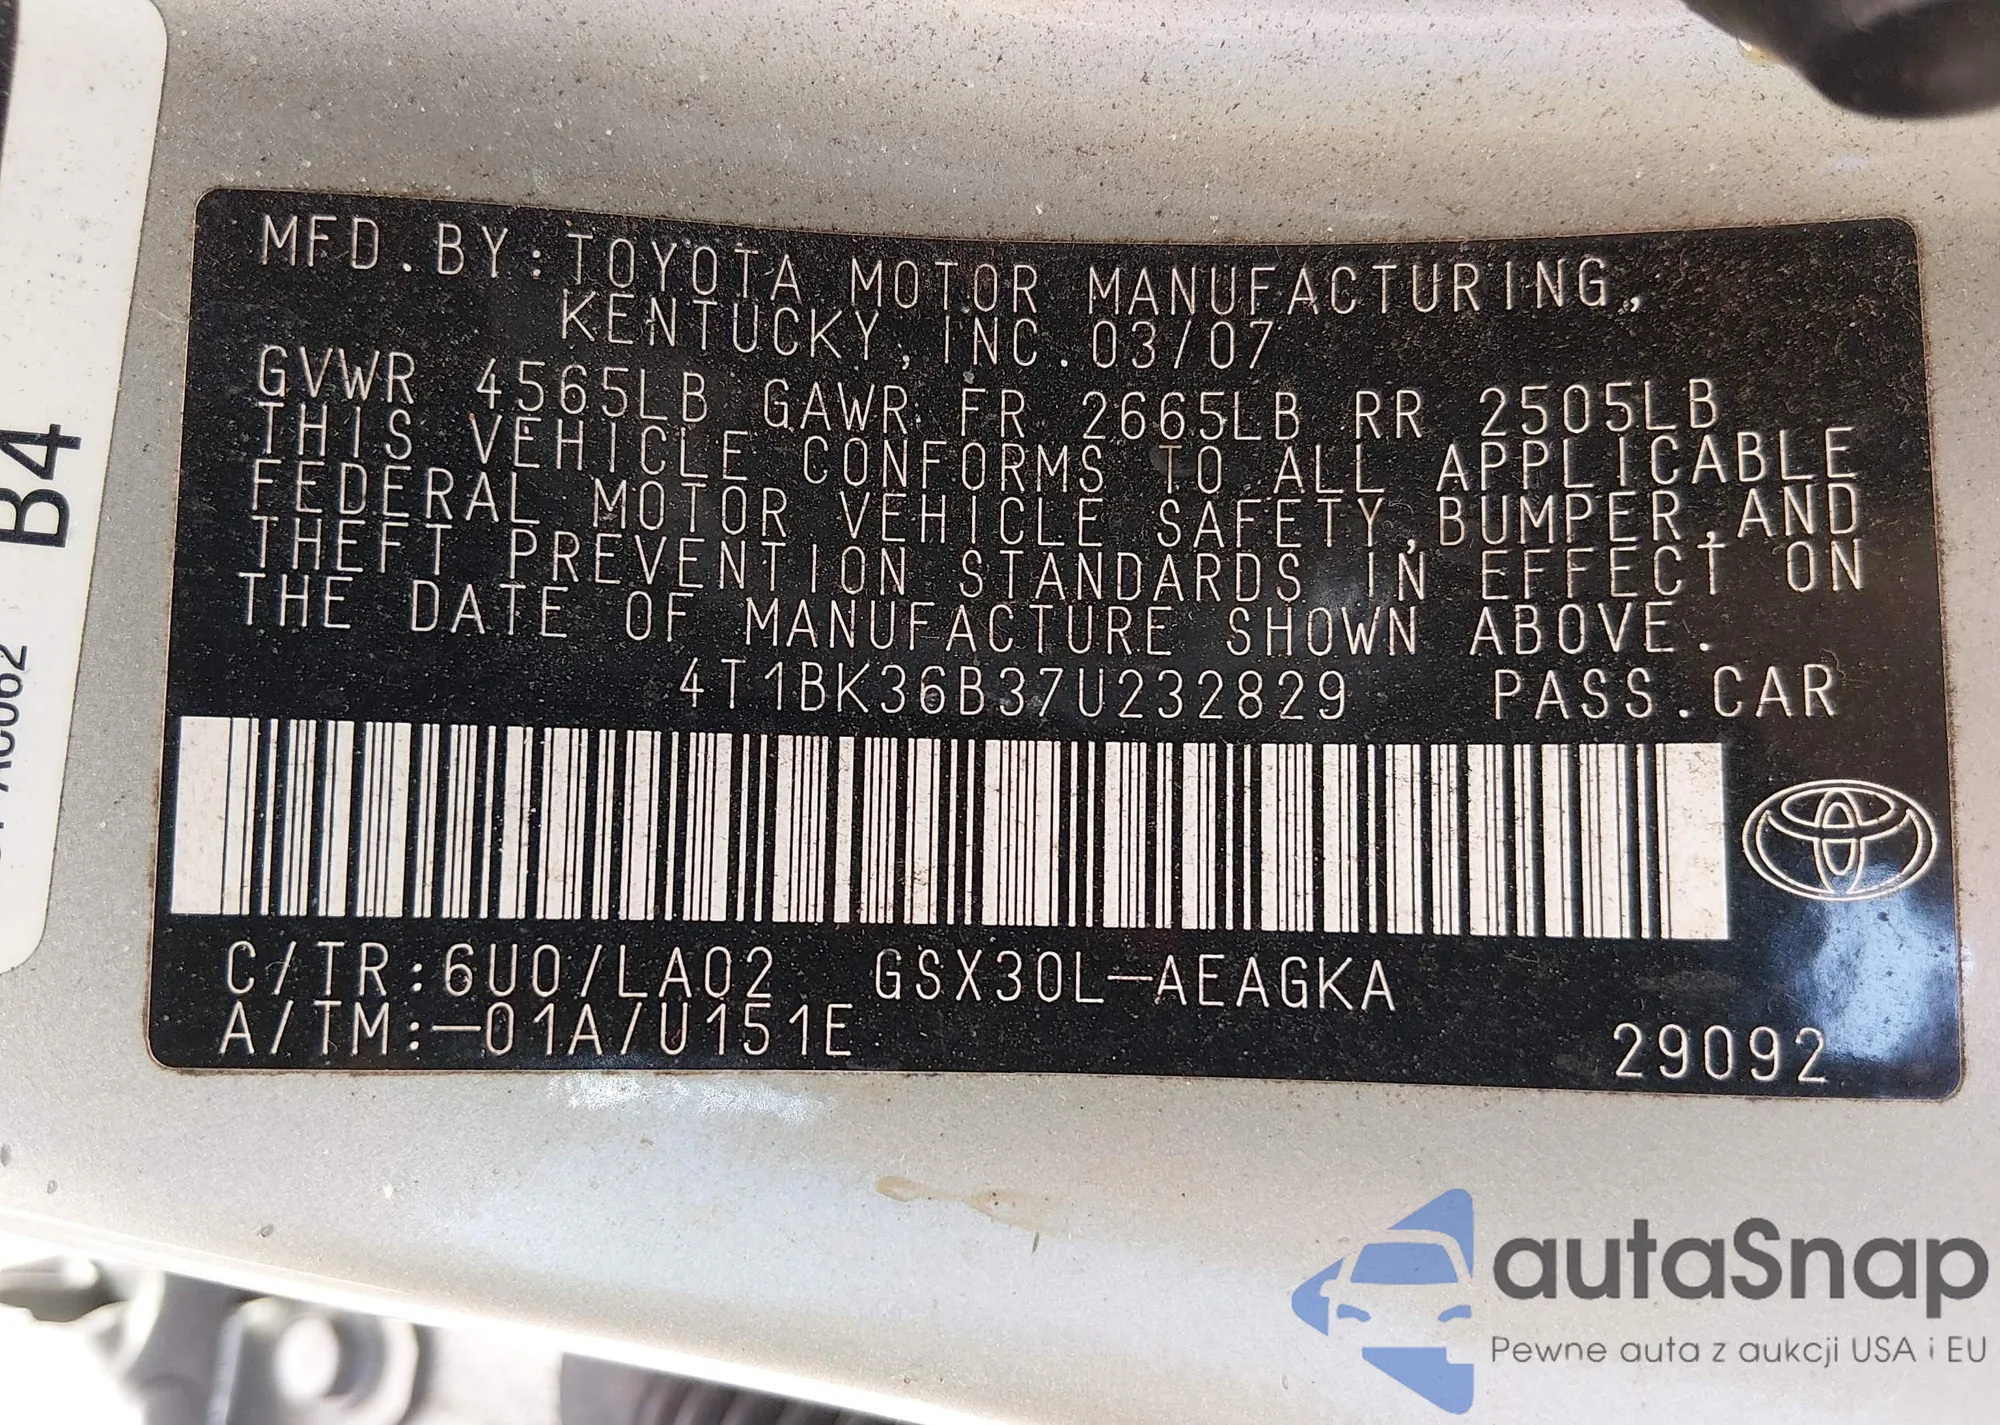 MFD.BY:TOYOTA MOTOR MANUFACTURING,
KENTUCKY, INC.03/07
GVWR 4565LB GAWR FR 2665LB RR 2505LB
THIS VEHICLE CONFORMS TO ALL APPLICABLE
FEDERAL MOTOR VEHICLE SAFETY,BUMPER,AND
THEFT PREVENTION STANDARDS IN EFFECT ON
THE DATE OF MANUFACTURE SHOWN ABOVE.
4T1BK36B37U232829 PASS.CAR
C/TR:6U0/LA02 GSX30L-AEAGKA
A/TM:-01A/U151E
29092
B4
autaSnap
Pewne auta z aukcji USA i EU